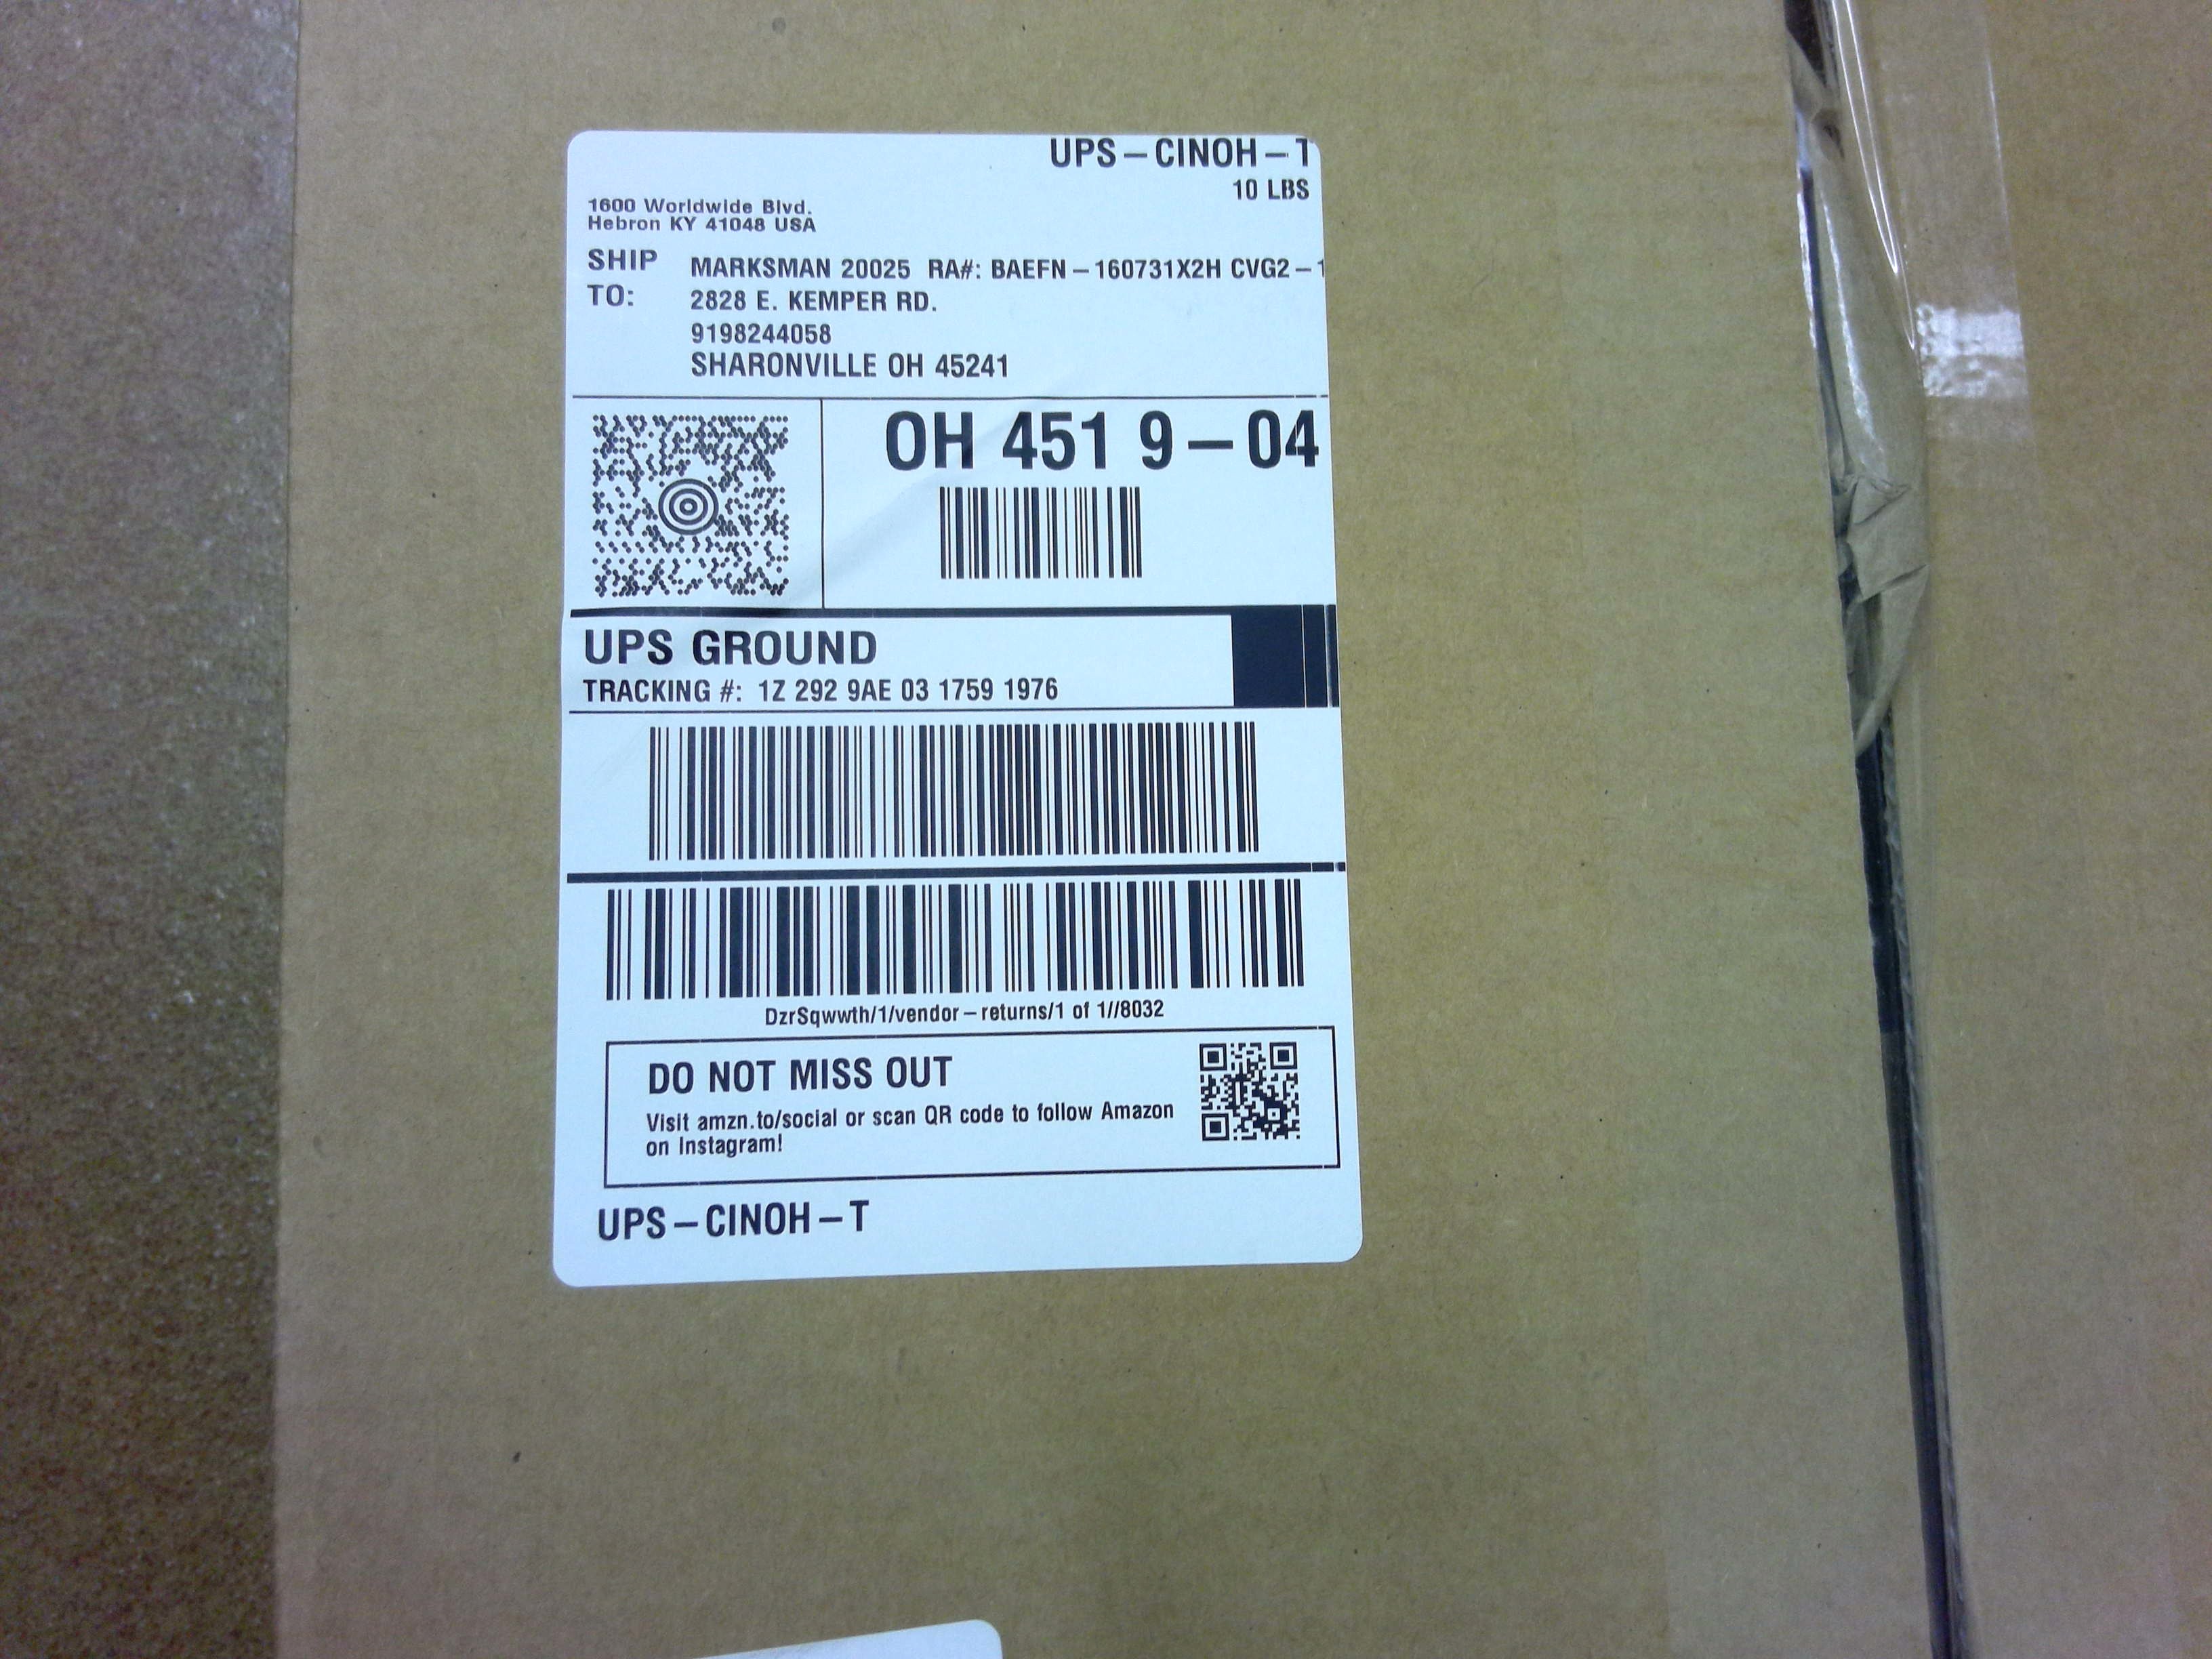 UPS-CINOH-T
10 LBS
1600 Worldwide Blvd.
Hebron KY 41048 USA
SHIP TO:
MARKSMAN 20025 RA#: BAEFN-160731X2H CVG2-1
2828 E. KEMPER RD.
9198244058
SHARONVILLE OH 45241
OH 451 9-04
UPS GROUND
TRACKING #: 1Z 292 9AE 03 1759 1976
DzrSqwwth/1/vendor-returns/1 of 1//8032
DO NOT MISS OUT
Visit amzn.to/social or scan QR code to follow Amazon
on Instagram!
UPS-CINOH-T